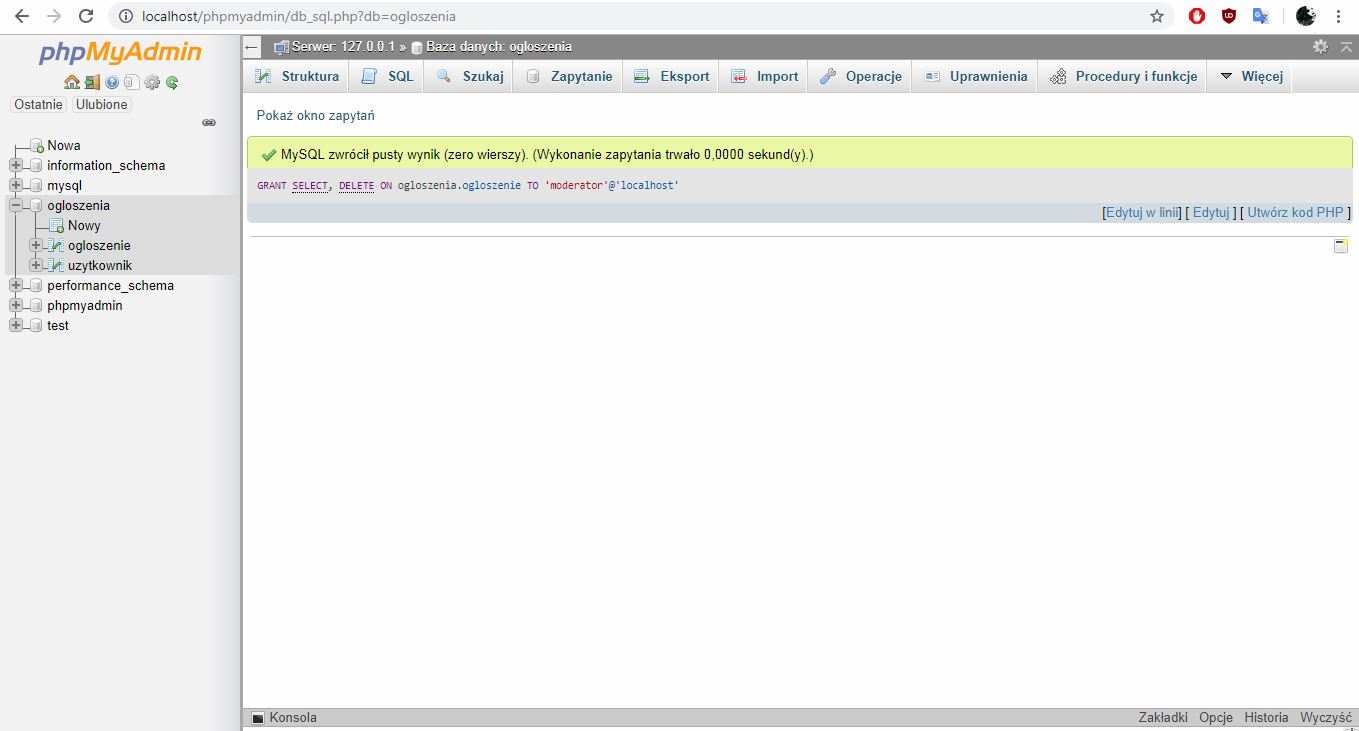 localhost/phpmyadmin/db_sql.php?db=ogloszenia
phpMyAdmin
Ostatnie Ulubione
Nowa
information_schema
mysql
ogloszenia
Nowy
ogloszenie
uzytkownik
performance_schema
phpmyadmin
test
Serwer: 127.0.0.1 » Baza danych: ogloszenia
Struktura SQL Szukaj Zapytanie Eksport Import Operacje Uprawnienia Procedury i funkcje Więcej
Pokaż okno zapytań
MySQL zwrócił pusty wynik (zero wierszy). (Wykonanie zapytania trwało 0,0000 sekund(y).)
GRANT SELECT, DELETE ON ogloszenia.ogloszenie TO 'moderator'@'localhost'
[Edytuj w linii] [ Edytuj ] [ Utwórz kod PHP ]
Konsola
Zakładki Opcje Historia Wyczyść